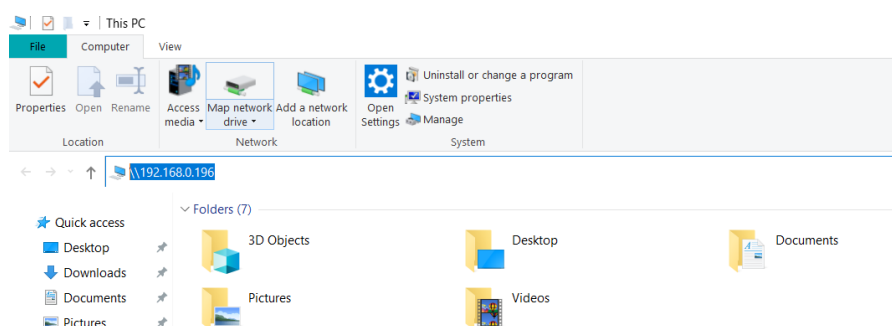 This PC
File Computer View
Properties Open Rename Access media Map network drive Add a network location Open Settings Uninstall or change a program
System properties
Manage
Location Network System
\\192.168.0.196
Folders (7)
Quick access
3D Objects Desktop Documents
Desktop
Downloads
Documents
Pictures Videos
Pictures